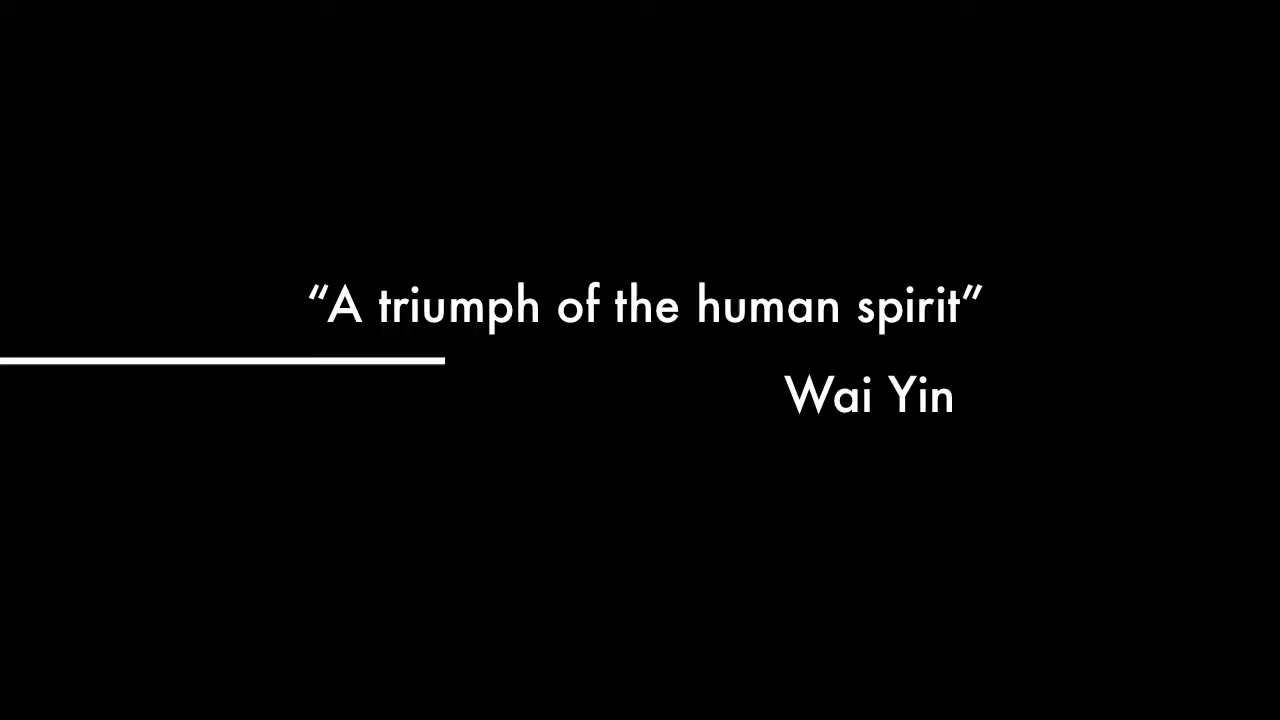 “A triumph of the human spirit”
Wai Yin